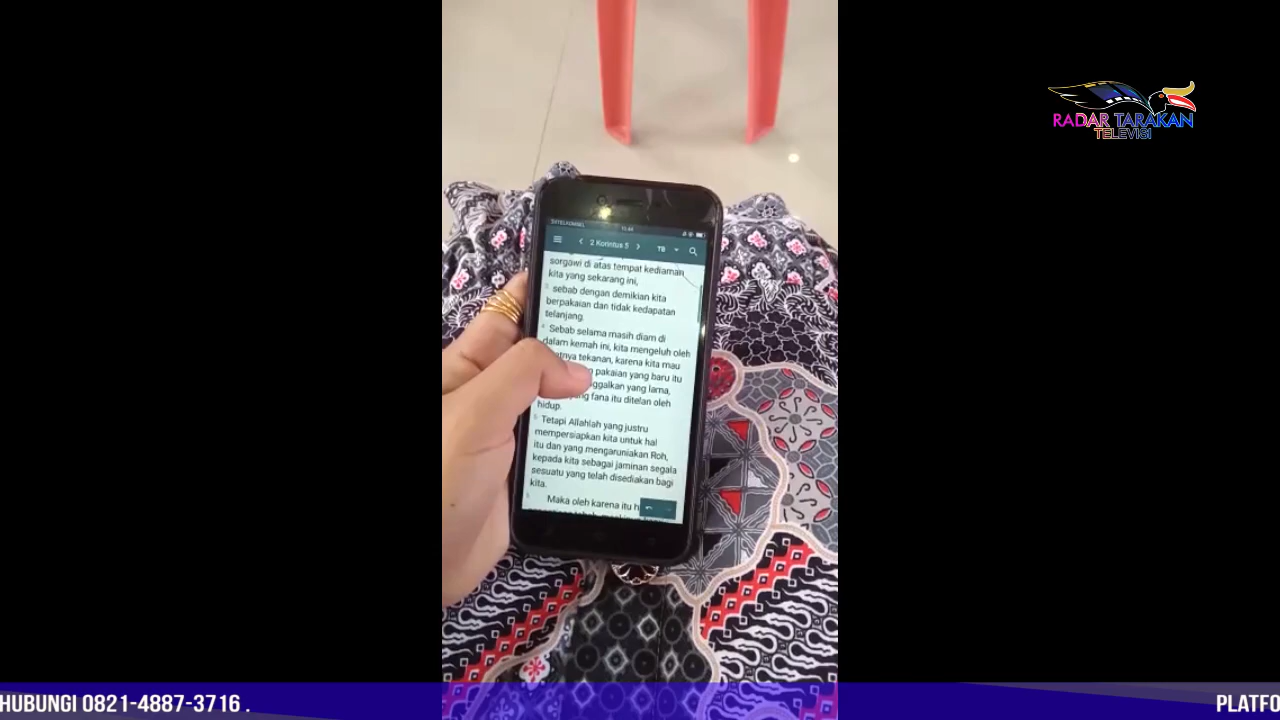 RADAR TARAKAN
TELEVISI
2 Korintus 5
TB
sorgawi di atas tempat kediaman
kita yang sekarang ini,
3 sebab dengan demikian kita
berpakaian dan tidak kedapatan
telanjang.
4 Sebab selama masih diam di
dalam kemah ini, kita mengeluh oleh
tekanan, karena kita mau
pakaian yang baru itu
yang lama,
fana itu ditelan oleh
hidup.
5 Tetapi Allahlah yang justru
mempersiapkan kita untuk hal
itu dan yang mengaruniakan Roh,
kepada kita sebagai jaminan segala
sesuatu yang telah disediakan bagi
kita.
Maka oleh karena itu
HUBUNGI 0821-4887-3716 .
PLATFO